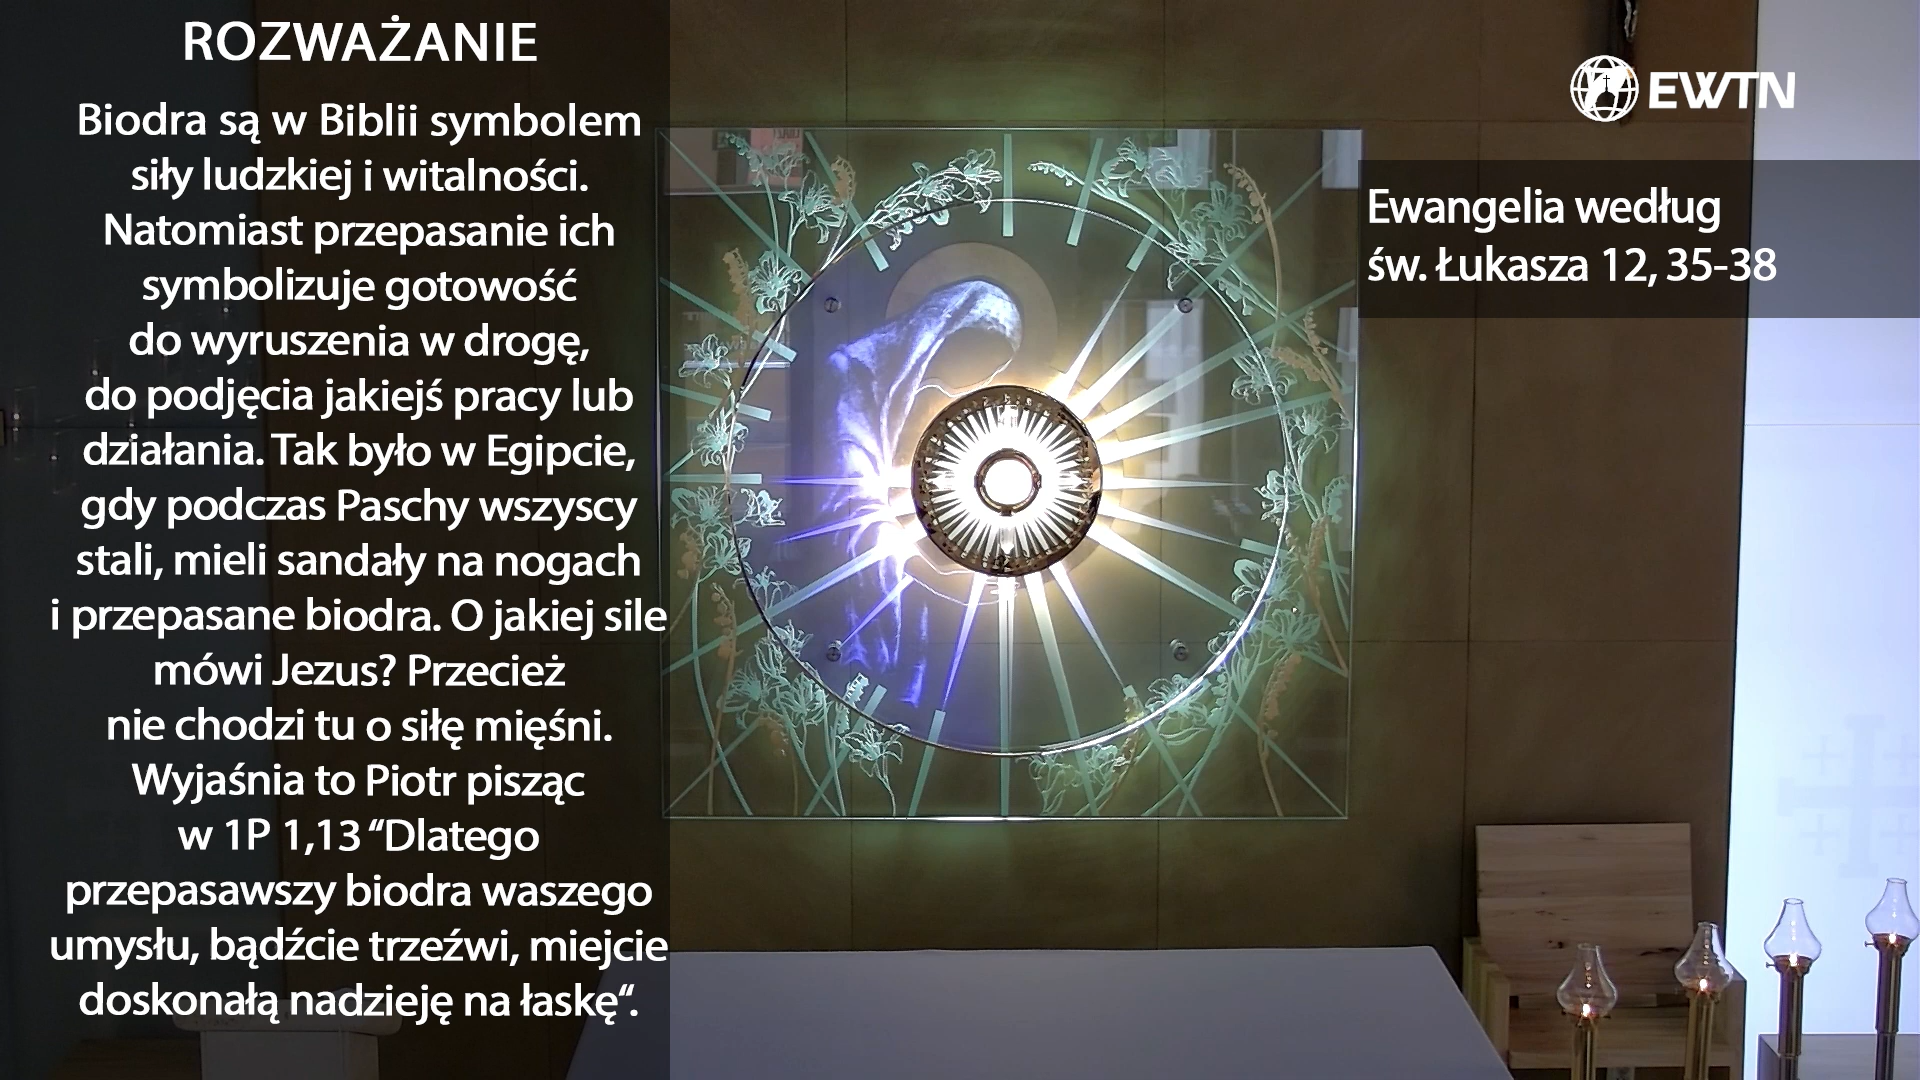 ROZWAŻANIE
Biodra są w Biblii symbolem
siły ludzkiej i witalności.
Natomiast przepasanie ich
symbolizuje gotowość
do wyruszenia w drogę,
do podjęcia jakiejś pracy lub
działania. Tak było w Egipcie,
gdy podczas Paschy wszyscy
stali, mieli sandały na nogach
i przepasane biodra. O jakiej sile
mówi Jezus? Przecież
nie chodzi tu o siłę mięśni.
Wyjaśnia to Piotr pisząc
w 1P 1,13 “Dlatego
przepasawszy biodra waszego
umysłu, bądźcie trzeźwi, miejcie
doskonałą nadzieję na łaskę“.
EWTN
Ewangelia według
św. Łukasza 12, 35-38